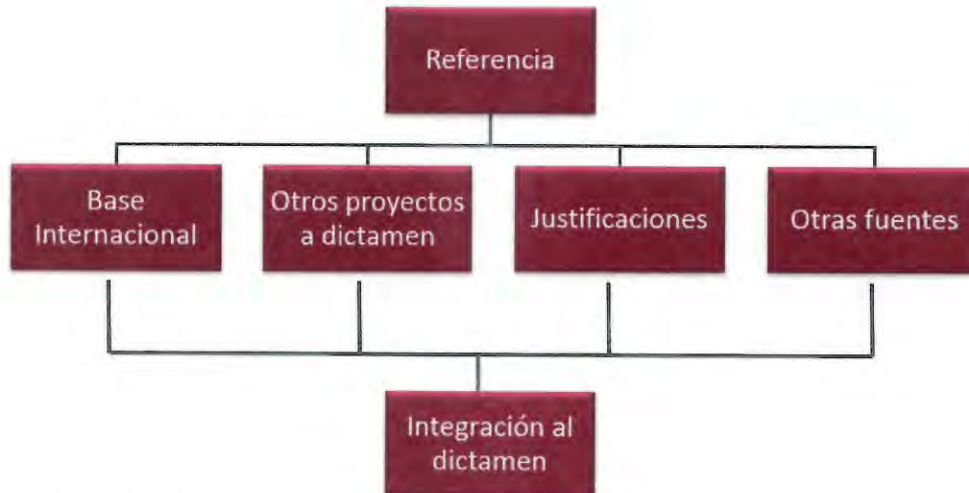 Referencia
Base
Internacional
Otros proyectos
a dictamen
Justificaciones
Otras fuentes
Integración al
dictamen